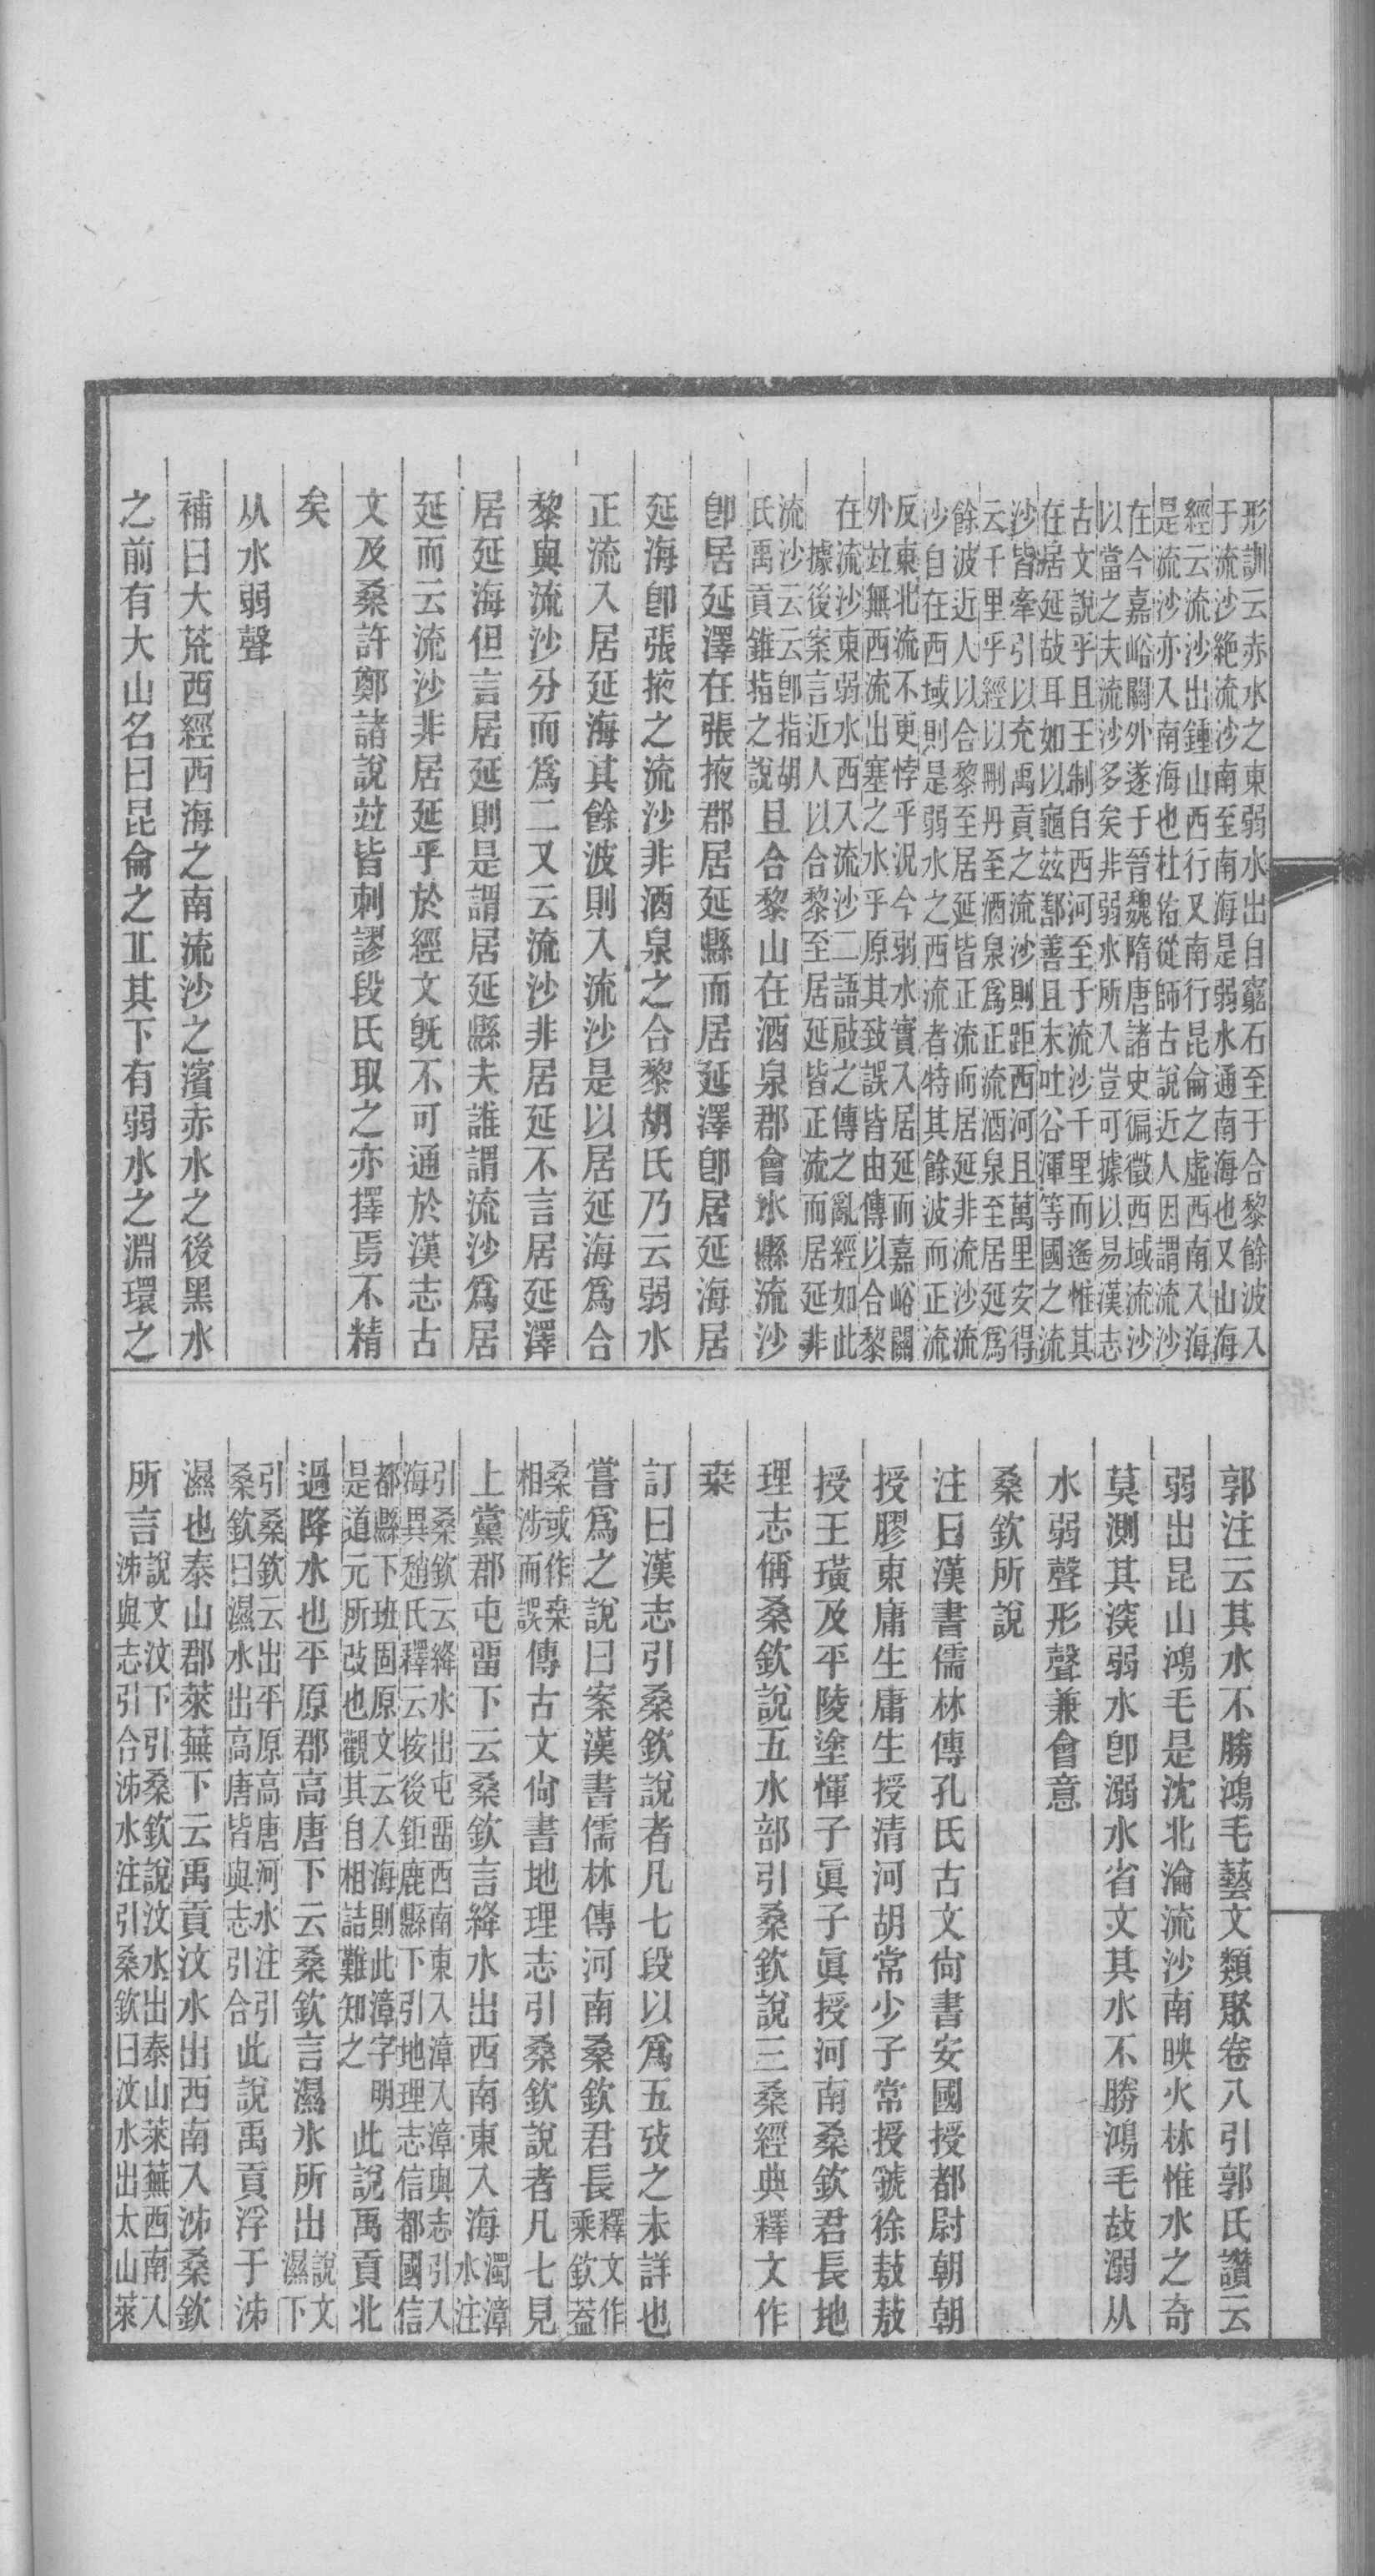 形訓云赤水之東弱水出自窮石至于合黎餘波入
于流沙絶流沙南至南海是弱水通南海也又山海
經云流沙出鍾山西行又南行昆侖之虛西南入海
是流沙亦入南海也杜佑從師古說近人因謂流沙
在今嘉峪關外遂于晉魏隋唐諸史徧徵西域流沙
以當之夫流沙多矣非弱水所入豈可據以易漢志
古文說乎且王制自西河至于流沙千里而遙惟其
在居延故耳如以龜玆鄯善且末吐谷渾等國之流
沙皆牽引以充禹貢之流沙則距西河且萬里安得
云千里乎經以刪丹至酒泉爲正流酒泉至居延爲
餘波近人以合黎至居延皆正流而居延非流沙流
沙自在西域則是弱水之西流者特其餘波而正流
反東北流不更悖乎況今弱水實入居延而嘉峪關
外竝無西流出塞之水乎原其致誤皆由傳以合黎
在流沙東弱水西入流沙二語啟之傳之亂經如此
據後案言近人以合黎至居延皆正流而居延非
流沙云云卽指胡
氏禹貢錐指之說
且合黎山在酒泉郡會水縣流沙
卽居延澤在張掖郡居延縣而居延澤卽居延海居
延海卽張掖之流沙非酒泉之合黎胡氏乃云弱水
正流入居延海其餘波則入流沙是以居延海爲合
黎與流沙分而爲二又云流沙非居延不言居延澤
居延海但言居延則是謂居延縣夫誰謂流沙爲居
延而云流沙非居延乎於經文旣不可通於漢志古
文及桑許鄭諸說竝皆刺謬段氏取之亦擇焉不精
矣
从水弱聲
補曰大荒西經西海之南流沙之濱赤水之後黑水
之前有大山名曰昆侖之丘其下有弱水之淵環之
郭注云其水不勝鴻毛藝文類聚卷八引郭氏讚云
弱出昆山鴻毛是沈北淪流沙南映火林惟水之奇
莫測其深弱水卽溺水省文其水不勝鴻毛故溺从
水弱聲形聲兼會意
桑欽所說
注曰漢書儒林傳孔氏古文尙書安國授都尉朝朝
授膠東庸生庸生授清河胡常少子常授虢徐敖敖
授王璜及平陵塗惲子眞子眞授河南桑欽君長地
理志偁桑欽說五水部引桑欽說三桑經典釋文作
桒
訂曰漢志引桑欽說者凡七段以爲五攷之未詳也
嘗爲之說曰案漢書儒林傳河南桑欽君長釋文作
乘欽蓋
桑或作桒
相涉而誤
傳古文尙書地理志引桑欽說者凡七見
上黨郡屯畱下云桑欽言絳水出西南東入海濁漳
水注
引桑欽云絳水出屯畱西南東入漳入漳與志引入
海異趙氏釋云按後鉅鹿縣下引地理志信都國信
都縣下班固原文云入海則此漳字明
是道元所改也觀其自相詰難知之
此說禹貢北
過降水也平原郡高唐下云桑欽言濕水所出說文
濕下
引桑欽云出平原高唐河水注引
桑欽曰濕水出高唐皆與志引合
此說禹貢浮于泲
濕也泰山郡萊蕪下云禹貢汶水出西南入泲桑欽
所言
說文汶下引桑欽說汶水出泰山萊蕪西南入
泲與志引合泲水注引桑欽曰汶水出太山萊